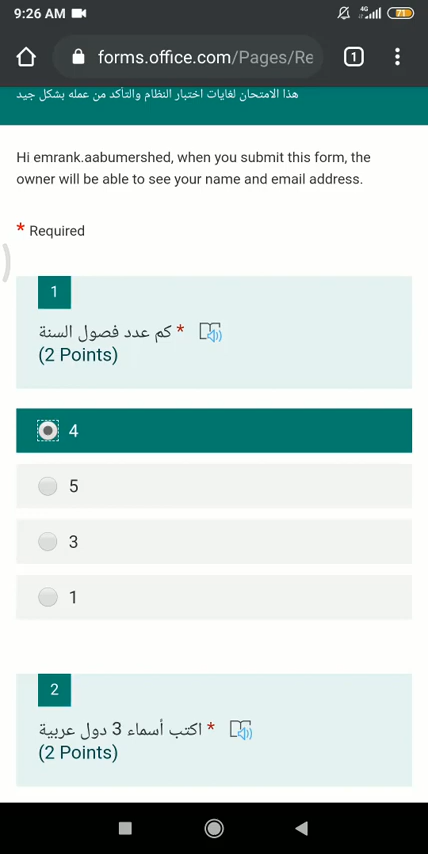 9:26 AM
4G
71
forms.office.com/Pages/Re
1
هذا الامتحان لغايات اختبار النظام والتأكد من عمله بشكل جيد
Hi emrank.aabumershed, when you submit this form, the
owner will be able to see your name and email address.
* Required
1
كم عدد فصول السنة *
(2 Points)
4
5
3
1
2
اكتب أسماء 3 دول عربية *
(2 Points)